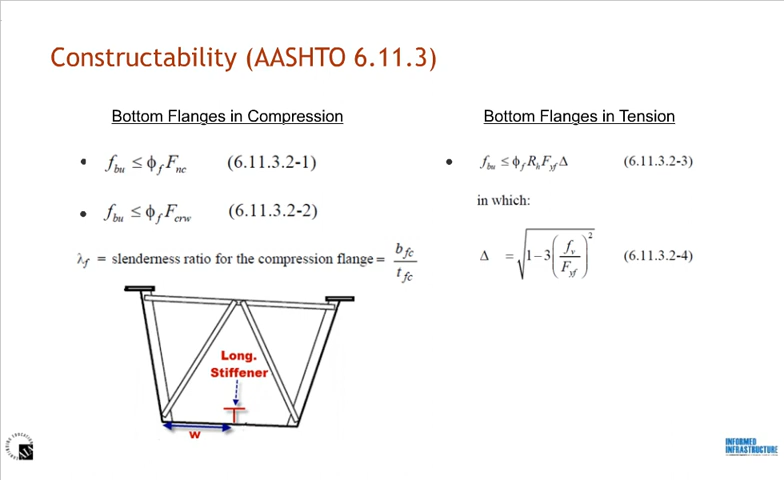 Constructability (AASHTO 6.11.3)
Bottom Flanges in Compression
• f_bu ≤ ϕ_f F_nc (6.11.3.2-1)
• f_bu ≤ ϕ_f F_crw (6.11.3.2-2)
λ_f = slenderness ratio for the compression flange = b_fc / t_fc
Long.
Stiffener
w
Bottom Flanges in Tension
• f_bu ≤ ϕ_f R_h F_yf Δ (6.11.3.2-3)
in which:
Δ = √(1 − 3(f_v / F_yf)²) (6.11.3.2-4)
INFORMED
INFRASTRUCTURE